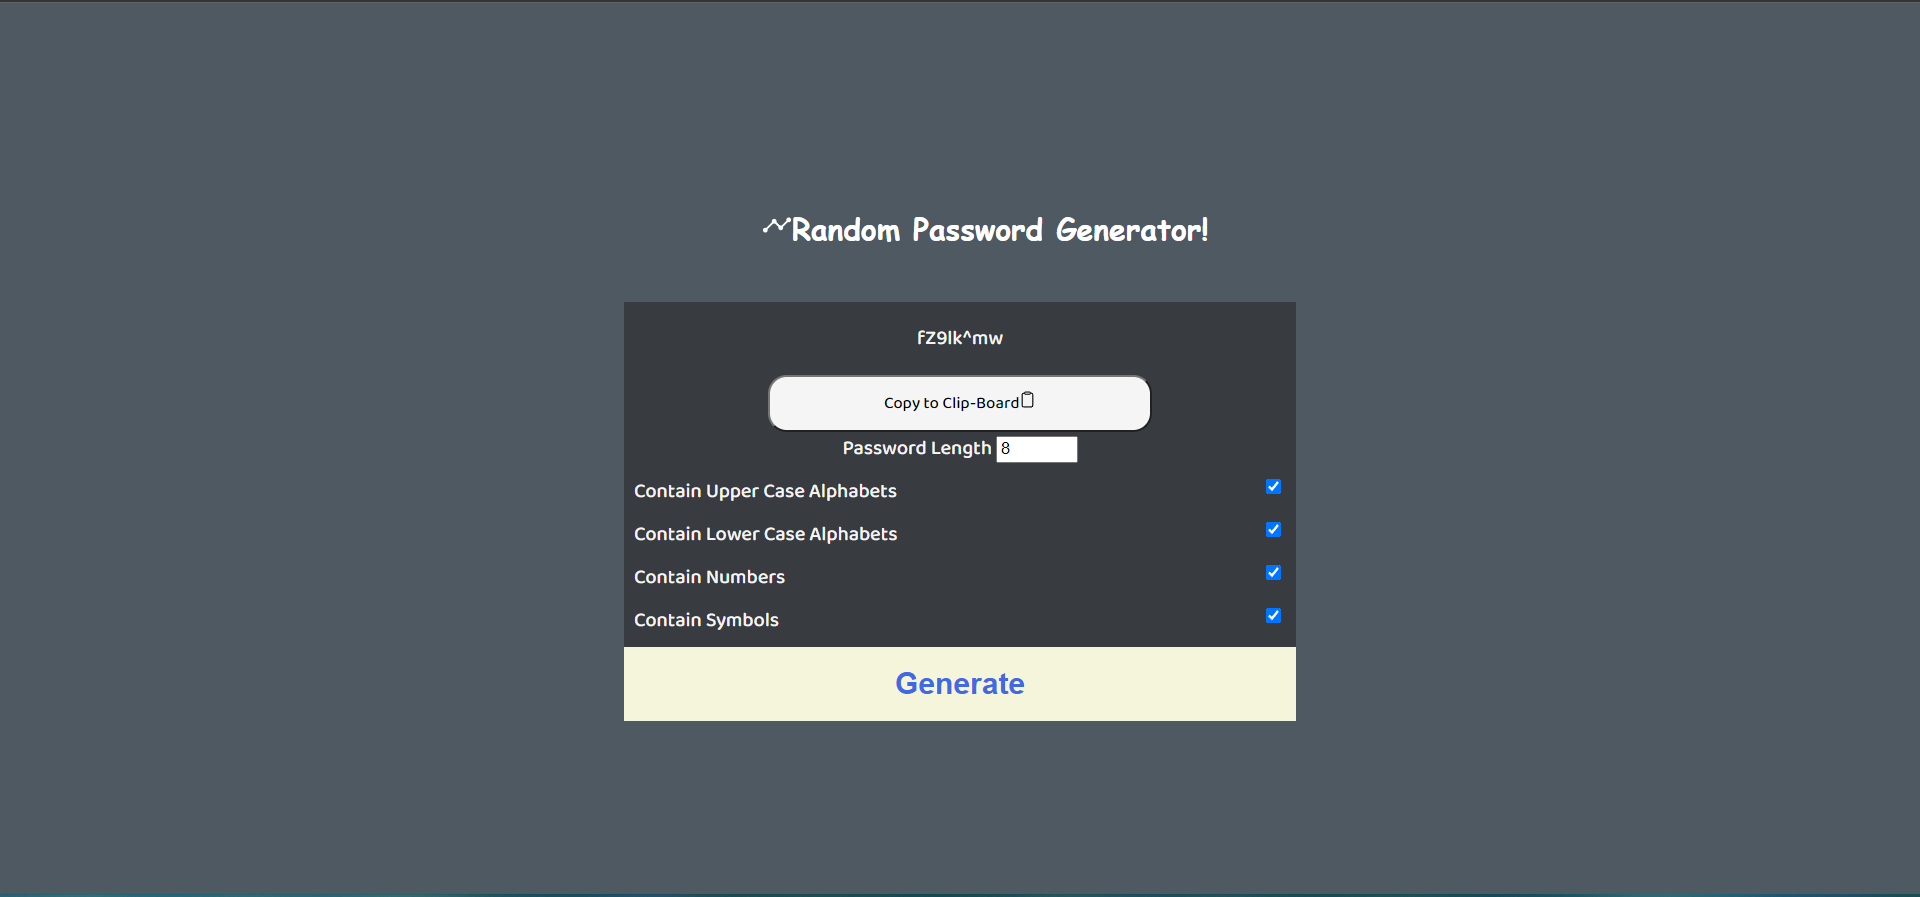 Random Password Generator!
fZ9lk^mw
Copy to Clip-Board
Password Length 8
Contain Upper Case Alphabets
Contain Lower Case Alphabets
Contain Numbers
Contain Symbols
Generate